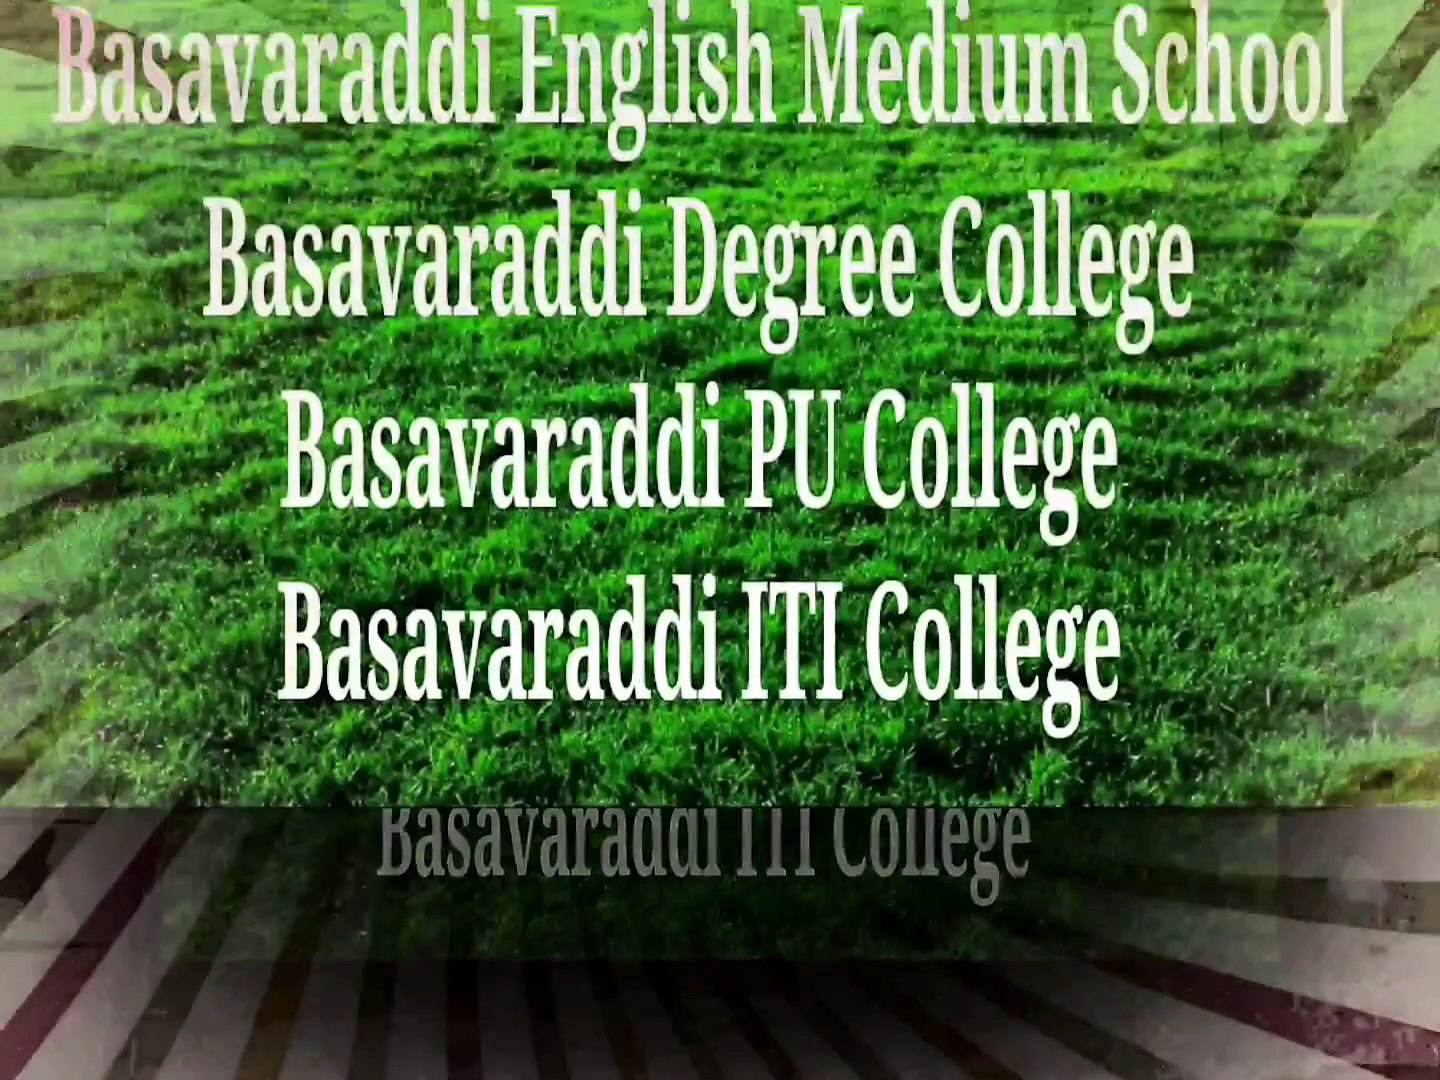 Basavaraddi English Medium School
Basavaraddi Degree College
Basavaraddi PU College
Basavaraddi ITI College
Basavaraddi ITI College